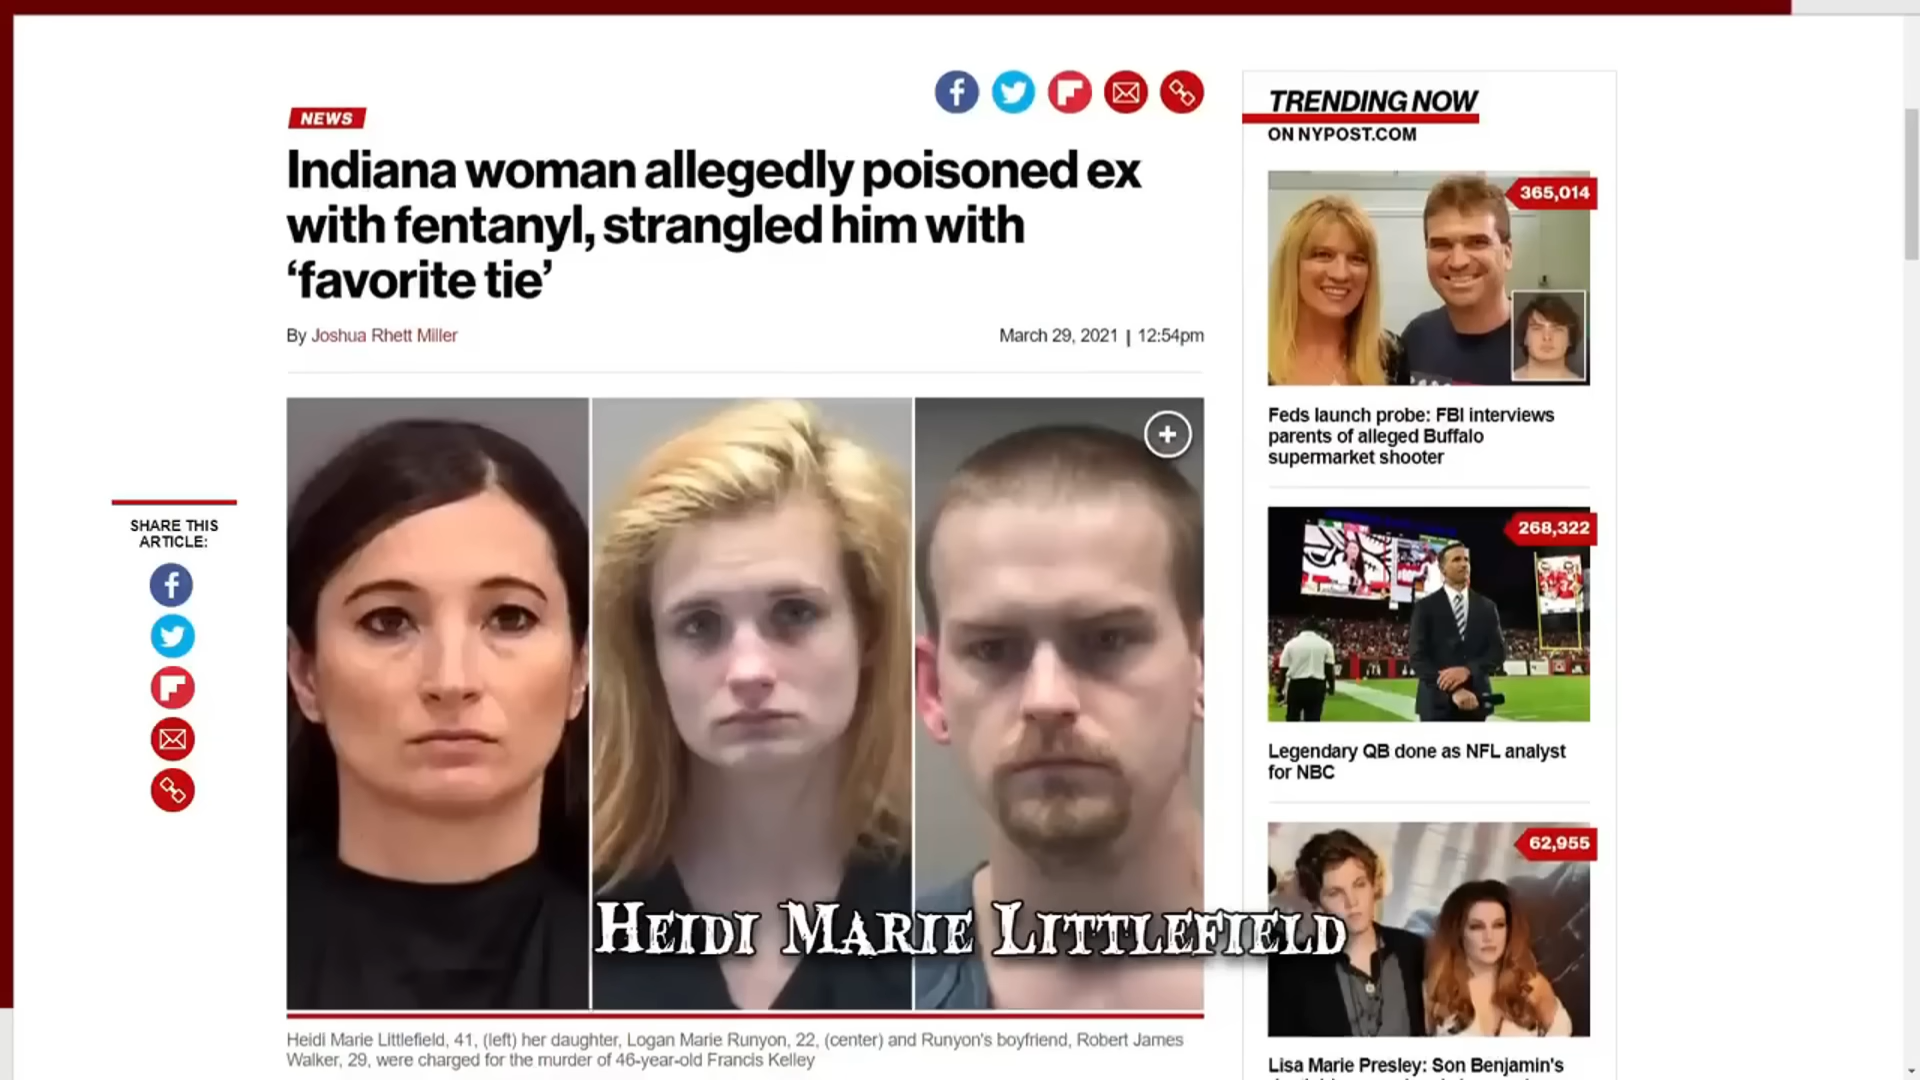 NEWS
Indiana woman allegedly poisoned ex
with fentanyl, strangled him with
‘favorite tie’
By Joshua Rhett Miller
March 29, 2021 | 12:54pm
SHARE THIS
ARTICLE:
HEIDI MARIE LITTLEFIELD
Heidi Marie Littlefield, 41, (left) her daughter, Logan Marie Runyon, 22, (center) and Runyon's boyfriend, Robert James
Walker, 29, were charged for the murder of 46-year-old Francis Kelley
TRENDING NOW
ON NYPOST.COM
365,014
Feds launch probe: FBI interviews
parents of alleged Buffalo
supermarket shooter
268,322
Legendary QB done as NFL analyst
for NBC
62,955
Lisa Marie Presley: Son Benjamin's